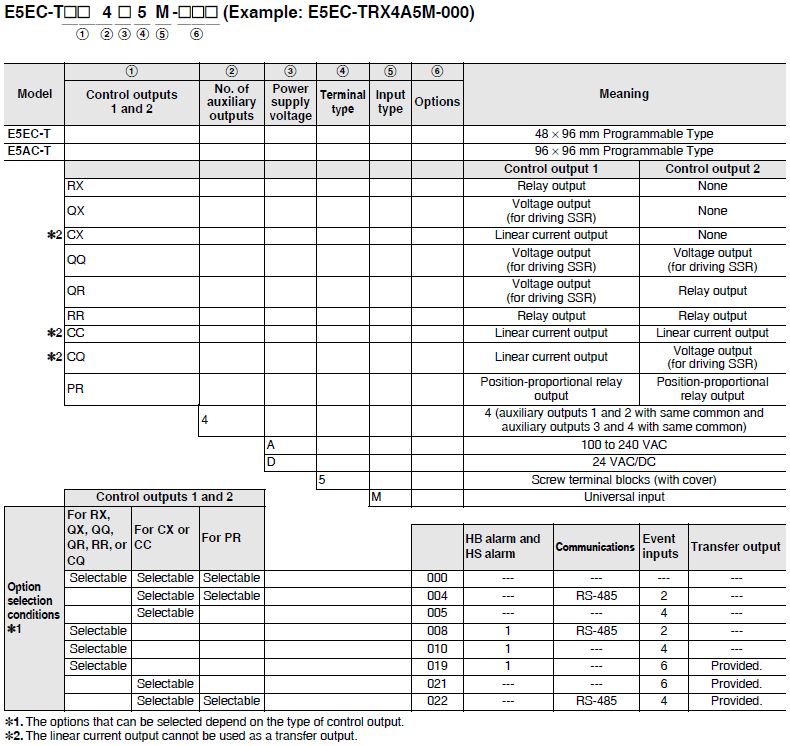 E5EC-T□□ 4 □ 5 M -□□□ (Example: E5EC-TRX4A5M-000)
① ② ③ ④ ⑤ ⑥
Model ① ② ③ ④ ⑤ ⑥ Meaning
Control outputs 1 and 2 No. of auxiliary outputs Power supply voltage Terminal type Input type Options
E5EC-T 48 × 96 mm Programmable Type
E5AC-T 96 × 96 mm Programmable Type
Control output 1 Control output 2
RX Relay output None
QX Voltage output (for driving SSR) None
✻2 CX Linear current output None
QQ Voltage output (for driving SSR) Voltage output (for driving SSR)
QR Voltage output (for driving SSR) Relay output
RR Relay output Relay output
✻2 CC Linear current output Linear current output
✻2 CQ Linear current output Voltage output (for driving SSR)
PR Position-proportional relay output Position-proportional relay output
4 4 (auxiliary outputs 1 and 2 with same common and auxiliary outputs 3 and 4 with same common)
A 100 to 240 VAC
D 24 VAC/DC
5 Screw terminal blocks (with cover)
Control outputs 1 and 2 M Universal input
Option selection conditions ✻1
For RX, QX, QQ, QR, RR, or CQ For CX or CC For PR HB alarm and HS alarm Communications Event inputs Transfer output
Selectable Selectable Selectable 000 --- --- --- ---
Selectable Selectable 004 --- RS-485 2 ---
Selectable 005 --- --- 4 ---
Selectable 008 1 RS-485 2 ---
Selectable 010 1 --- 4 ---
Selectable 019 1 --- 6 Provided.
Selectable 021 --- --- 6 Provided.
Selectable Selectable 022 --- RS-485 4 Provided.
✻1. The options that can be selected depend on the type of control output.
✻2. The linear current output cannot be used as a transfer output.